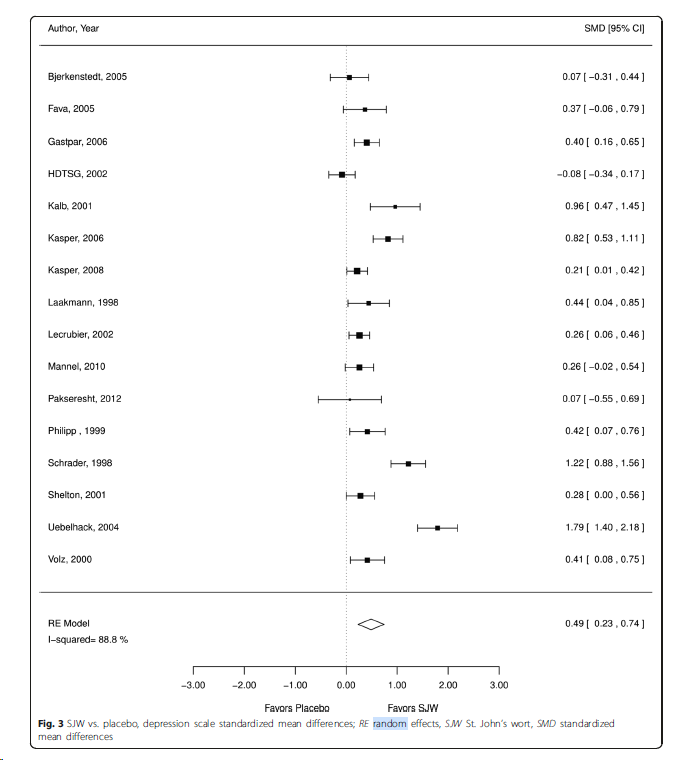 Author, Year SMD [95% CI]
Bjerkenstedt, 2005 0.07 [ −0.31 , 0.44 ]
Fava, 2005 0.37 [ −0.06 , 0.79 ]
Gastpar, 2006 0.40 [ 0.16 , 0.65 ]
HDTSG, 2002 −0.08 [ −0.34 , 0.17 ]
Kalb, 2001 0.96 [ 0.47 , 1.45 ]
Kasper, 2006 0.82 [ 0.53 , 1.11 ]
Kasper, 2008 0.21 [ 0.01 , 0.42 ]
Laakmann, 1998 0.44 [ 0.04 , 0.85 ]
Lecrubier, 2002 0.26 [ 0.06 , 0.46 ]
Mannel, 2010 0.26 [ −0.02 , 0.54 ]
Pakseresht, 2012 0.07 [ −0.55 , 0.69 ]
Philipp , 1999 0.42 [ 0.07 , 0.76 ]
Schrader, 1998 1.22 [ 0.88 , 1.56 ]
Shelton, 2001 0.28 [ 0.00 , 0.56 ]
Uebelhack, 2004 1.79 [ 1.40 , 2.18 ]
Volz, 2000 0.41 [ 0.08 , 0.75 ]
RE Model 0.49 [ 0.23 , 0.74 ]
I−squared= 88.8 %
−3.00 −2.00 −1.00 0.00 1.00 2.00 3.00
Favors Placebo Favors SJW
Fig. 3 SJW vs. placebo, depression scale standardized mean differences; RE random effects, SJW St. John's wort, SMD standardized
mean differences